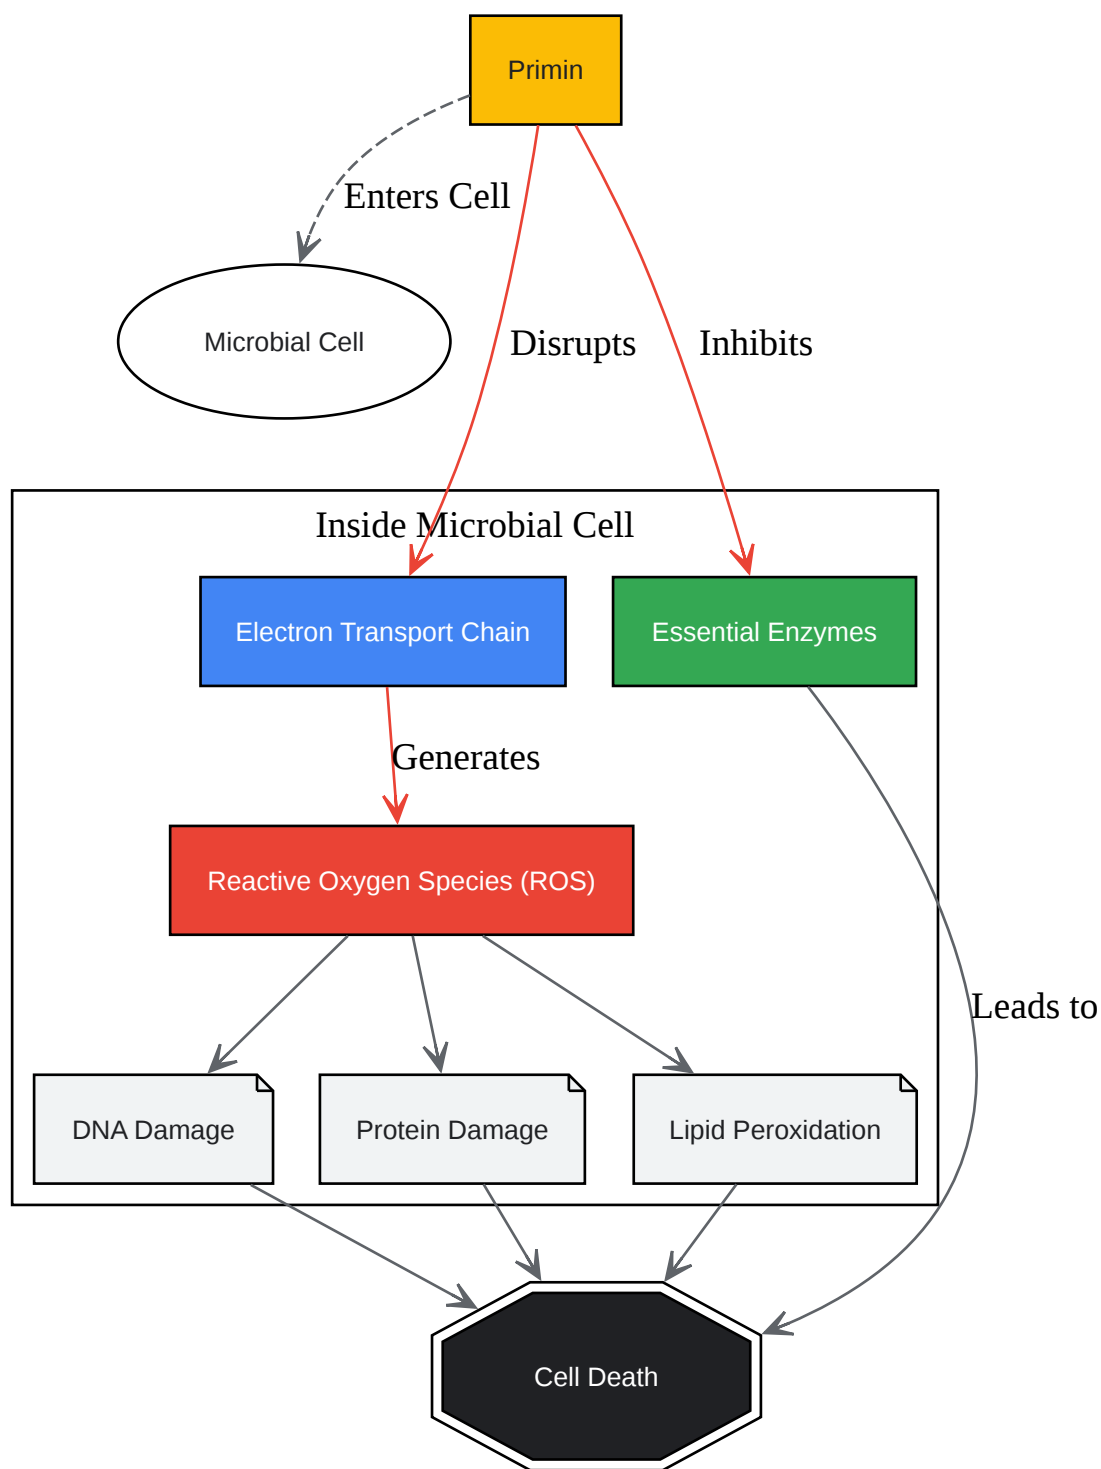 Primin
Enters Cell
Microbial Cell
Disrupts
Inhibits
Inside Microbial Cell
Electron Transport Chain
Essential Enzymes
Generates
Reactive Oxygen Species (ROS)
Leads to
DNA Damage
Protein Damage
Lipid Peroxidation
Cell Death